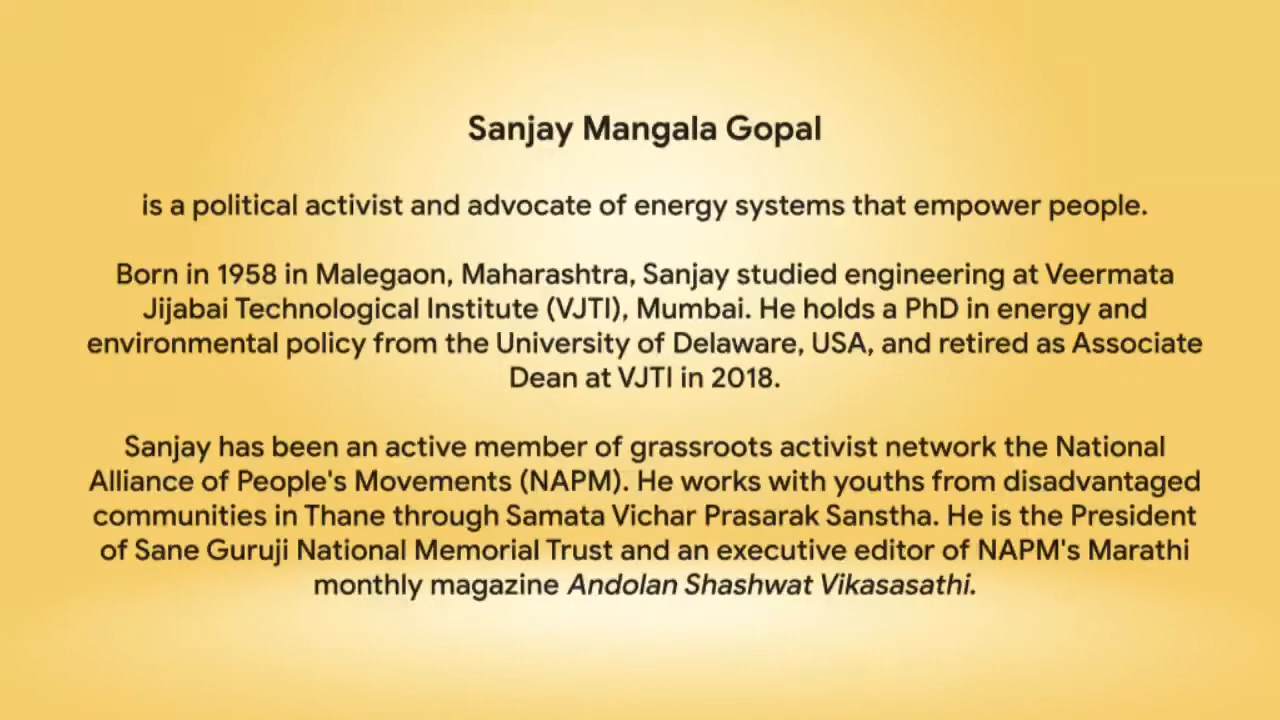 Sanjay Mangala Gopal
is a political activist and advocate of energy systems that empower people.
Born in 1958 in Malegaon, Maharashtra, Sanjay studied engineering at Veermata
Jijabai Technological Institute (VJTI), Mumbai. He holds a PhD in energy and
environmental policy from the University of Delaware, USA, and retired as Associate
Dean at VJTI in 2018.
Sanjay has been an active member of grassroots activist network the National
Alliance of People's Movements (NAPM). He works with youths from disadvantaged
communities in Thane through Samata Vichar Prasarak Sanstha. He is the President
of Sane Guruji National Memorial Trust and an executive editor of NAPM's Marathi
monthly magazine Andolan Shashwat Vikasasathi.